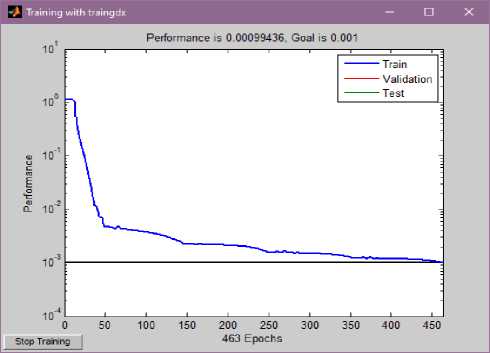 Training with traingdx
Performance is 0.00099436, Goal is 0.001
Train
Validation
Test
Performance
10^1
10^0
10^-1
10^-2
10^-3
10^-4
0 50 100 150 200 250 300 350 400 450
463 Epochs
Stop Training